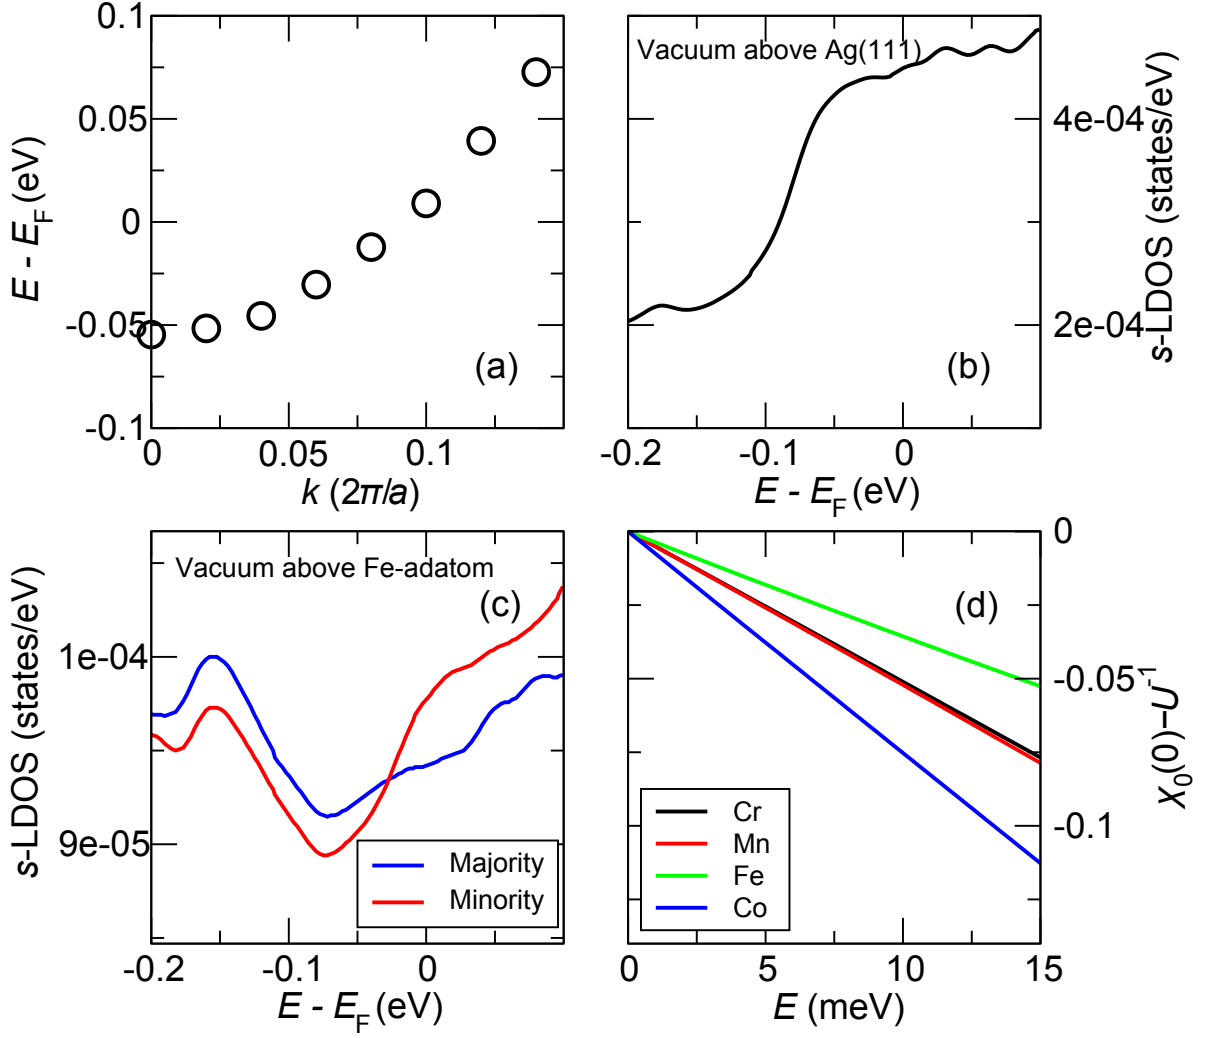 0.1
0.05
0
-0.05
-0.1
E - E_F (eV)
(a)
0 0.05 0.1
k (2π/a)
Vacuum above Ag(111)
4e-04
2e-04
s-LDOS (states/eV)
(b)
-0.2 -0.1 0
E - E_F (eV)
Vacuum above Fe-adatom
(c)
1e-04
9e-05
s-LDOS (states/eV)
Majority
Minority
-0.2 -0.1 0
E - E_F (eV)
0
-0.05
-0.1
χ₀(0)–U⁻¹
(d)
Cr
Mn
Fe
Co
0 5 10 15
E (meV)